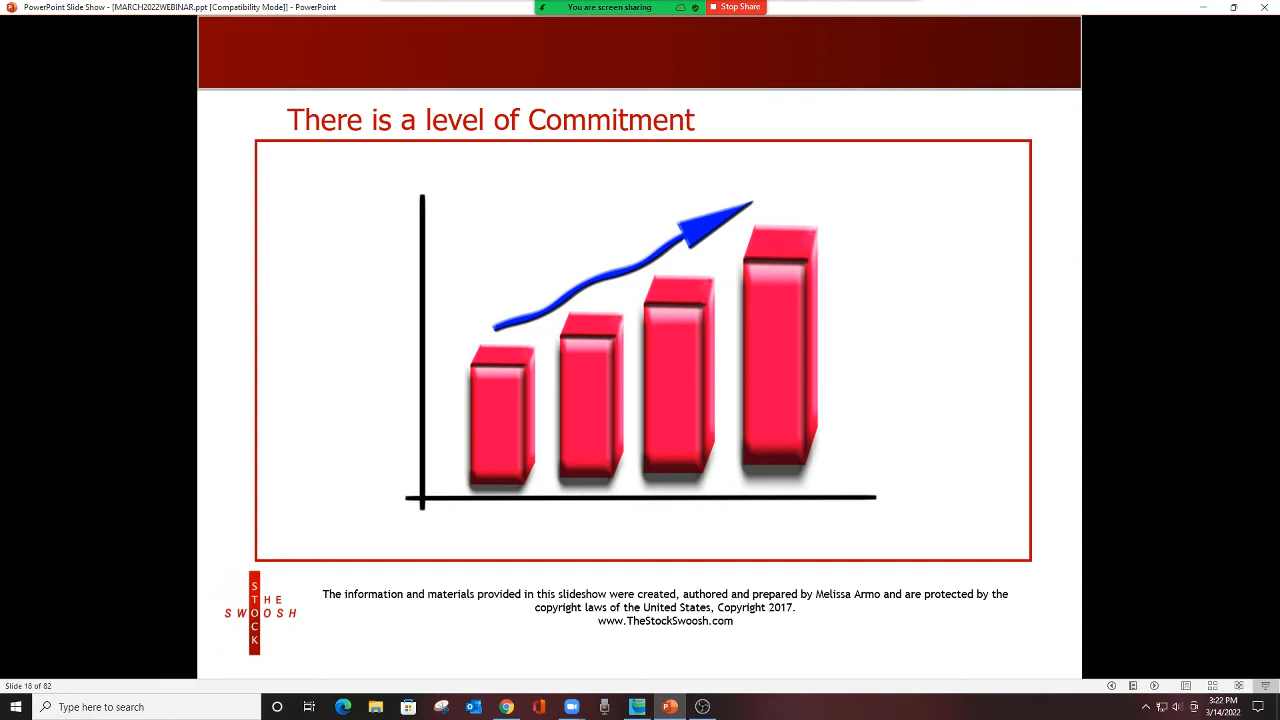 PowerPoint Slide Show - [MARCH2022WEBINAR.ppt [Compatibility Mode]] - PowerPoint
You are screen sharing
Stop Share
There is a level of Commitment
STOCK
THE
SWOOSH
The information and materials provided in this slideshow were created, authored and prepared by Melissa Armo and are protected by the
copyright laws of the United States, Copyright 2017.
www.TheStockSwoosh.com
Slide 18 of 82
Type here to search
3:22 PM
3/14/2022